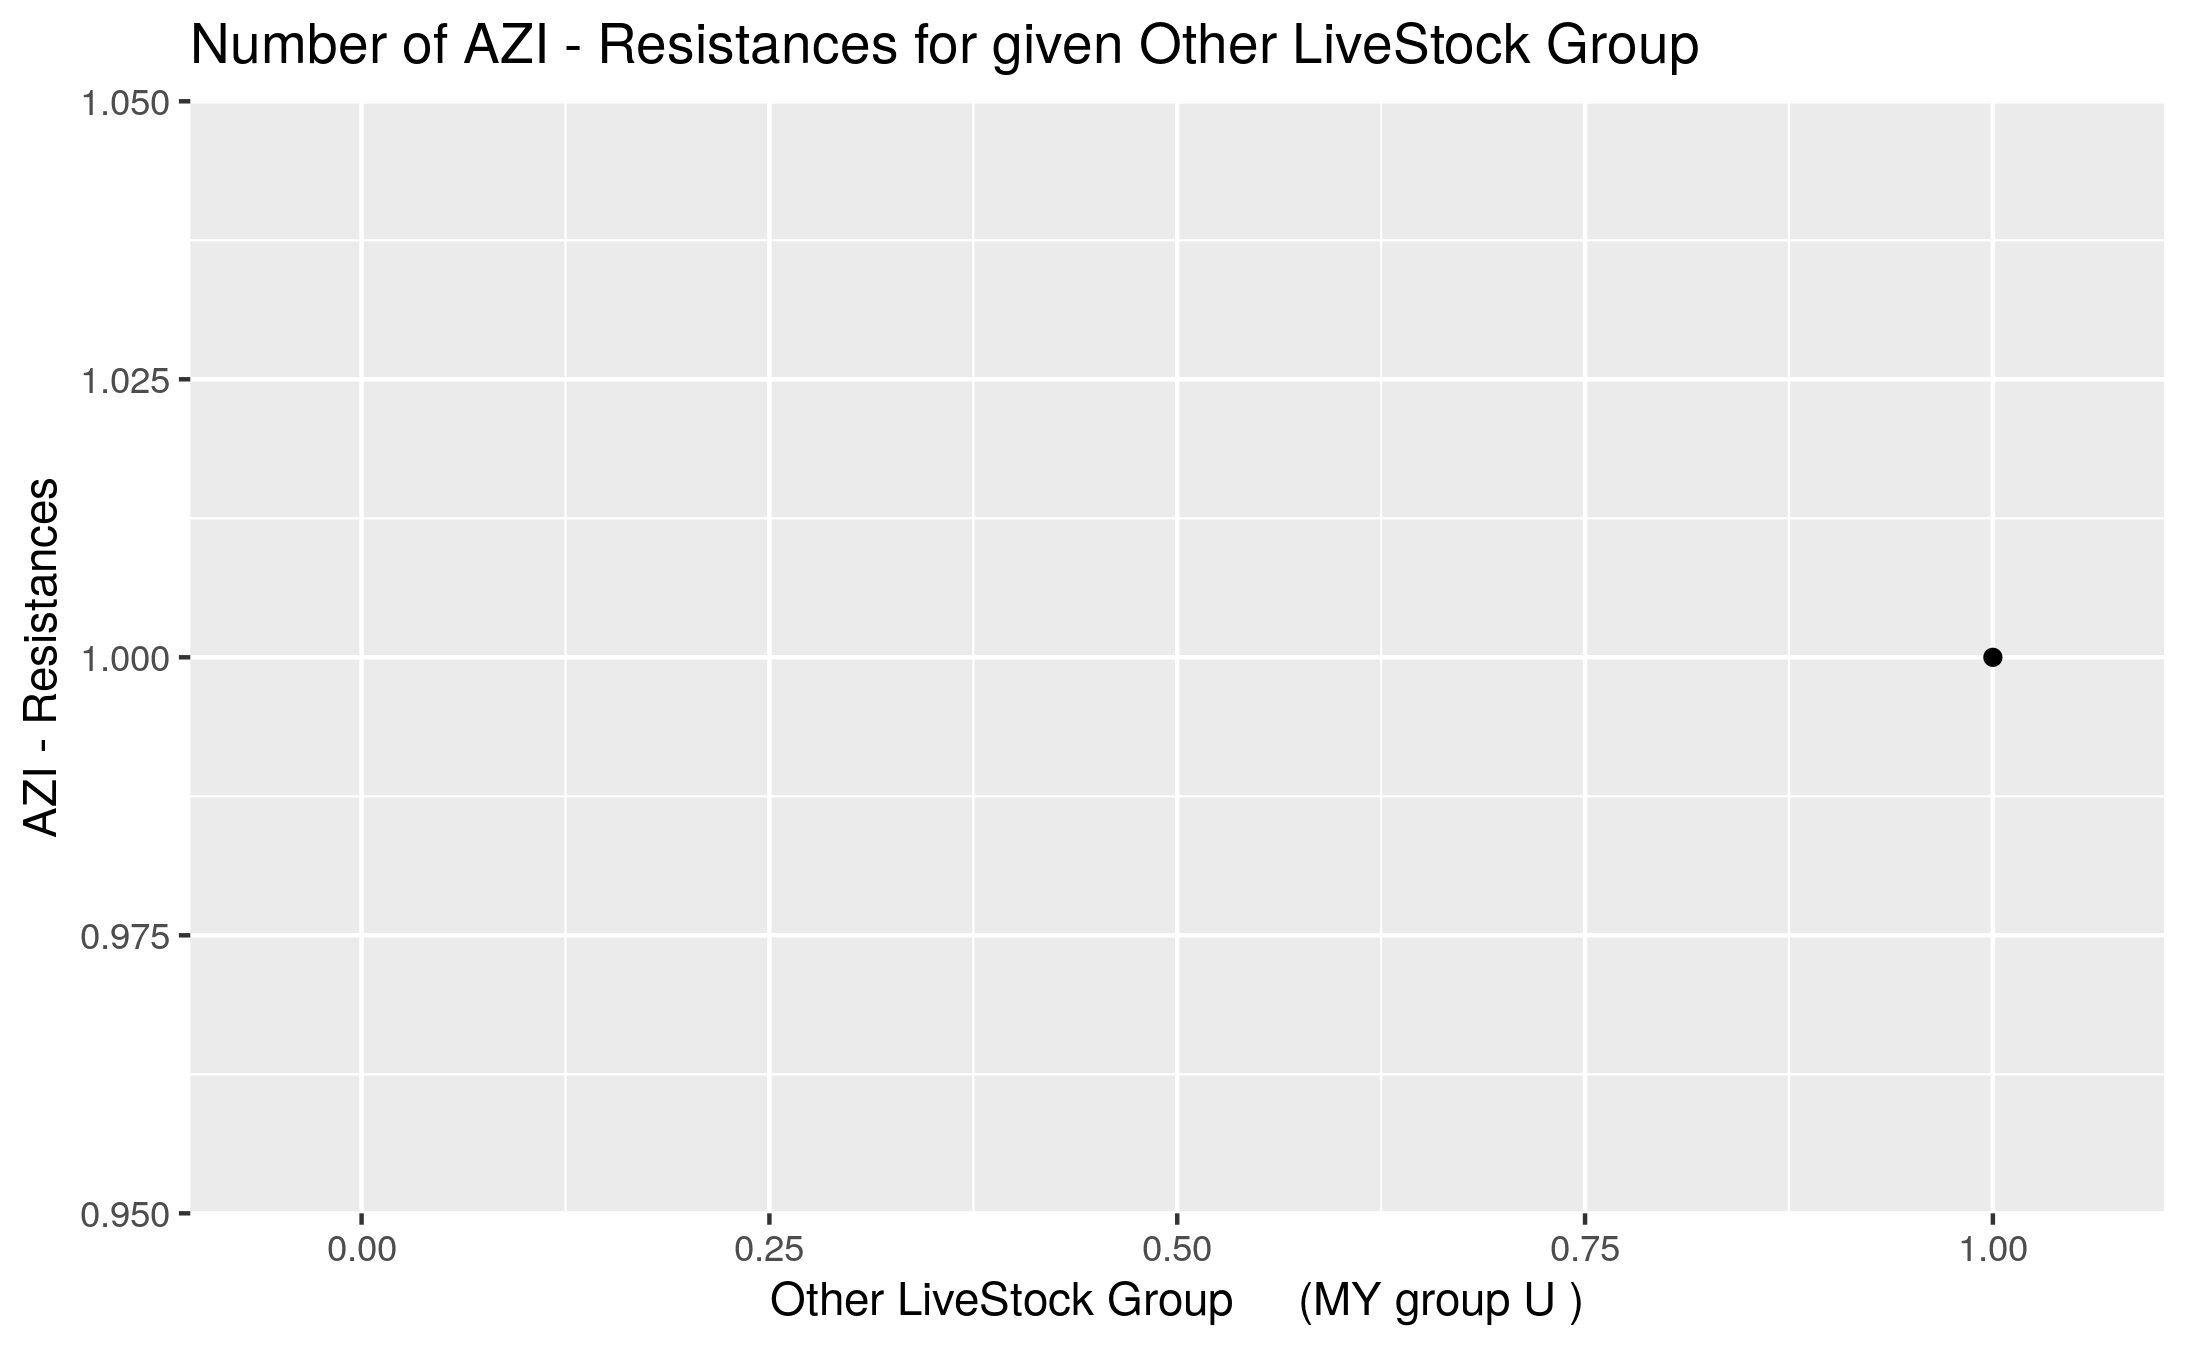 Number of AZI - Resistances for given Other LiveStock Group
1.050
1.025
1.000
0.975
0.950
AZI - Resistances
0.00 0.25 0.50 0.75 1.00
Other LiveStock Group (MY group U )